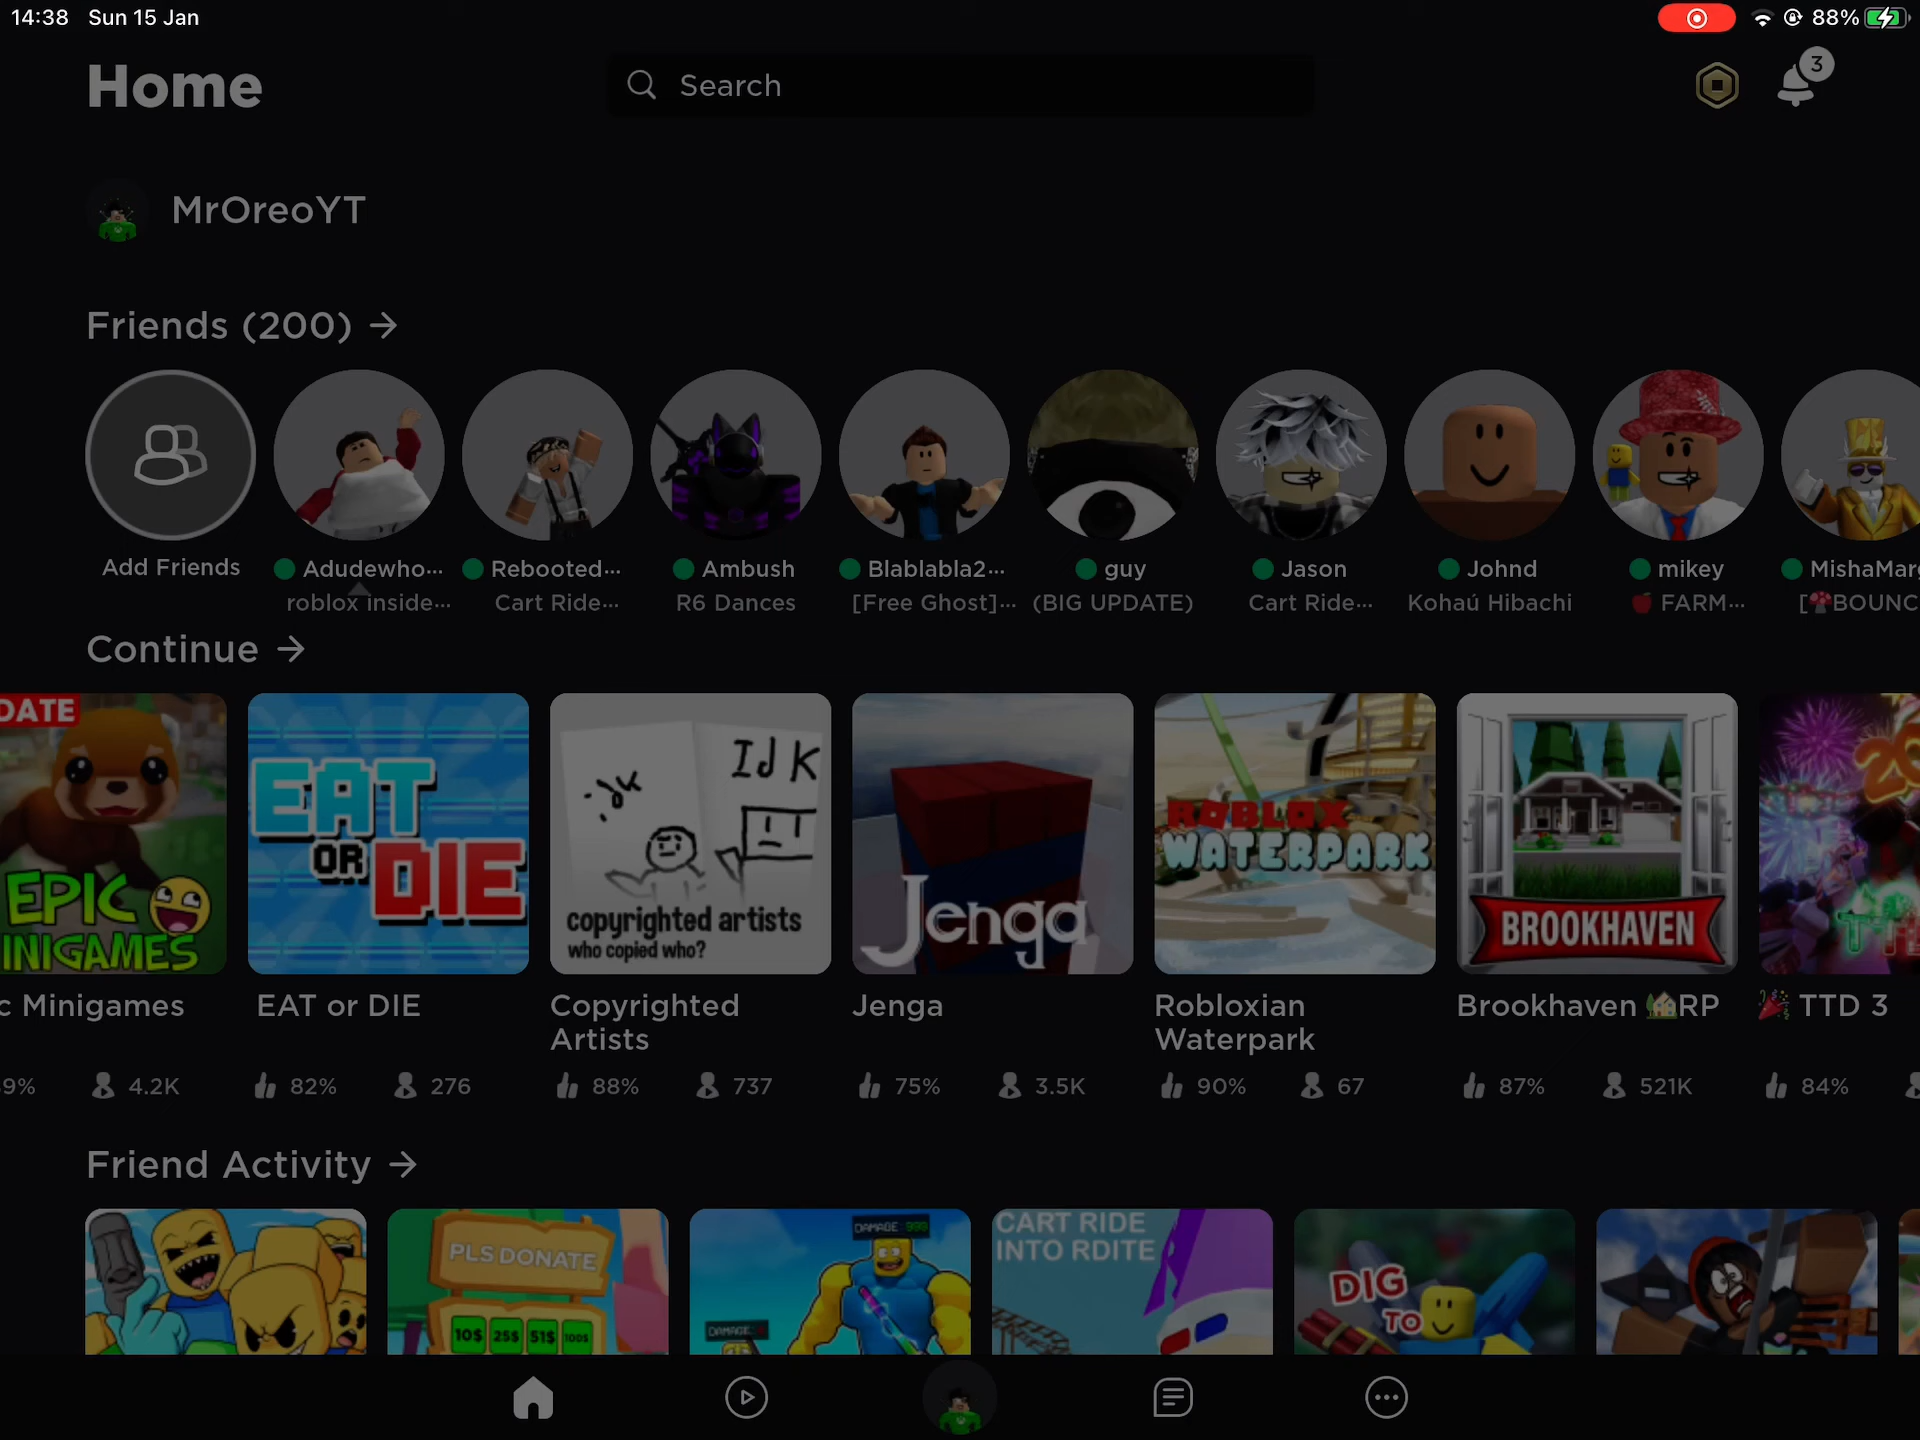 14:38 Sun 15 Jan
88%
Home
Search
3
MrOreoYT
Friends (200)
Add Friends
Adudewho...
roblox inside...
Rebooted...
Cart Ride...
Ambush
R6 Dances
Blablabla2...
[Free Ghost]...
guy
(BIG UPDATE)
Jason
Cart Ride...
Johnd
Kohaú Hibachi
mikey
🍎 FARM...
MishaMar
[🍄BOUNC
Continue
DATE
EPIC
INIGAMES
EAT
OR DIE
IJK
copyrighted artists
who copied who?
Jenga
ROBLOX
WATERPARK
BROOKHAVEN
c Minigames
EAT or DIE
Copyrighted
Artists
Jenga
Robloxian
Waterpark
Brookhaven 🏡RP
🎉 TTD 3
9% 4.2K
82% 276
88% 737
75% 3.5K
90% 67
87% 521K
84%
Friend Activity
PLS DONATE
10$ 25$ 51$ 100$
DAMAGE: 999
DAMAGE:
CART RIDE
INTO RDITE
DIG
TO